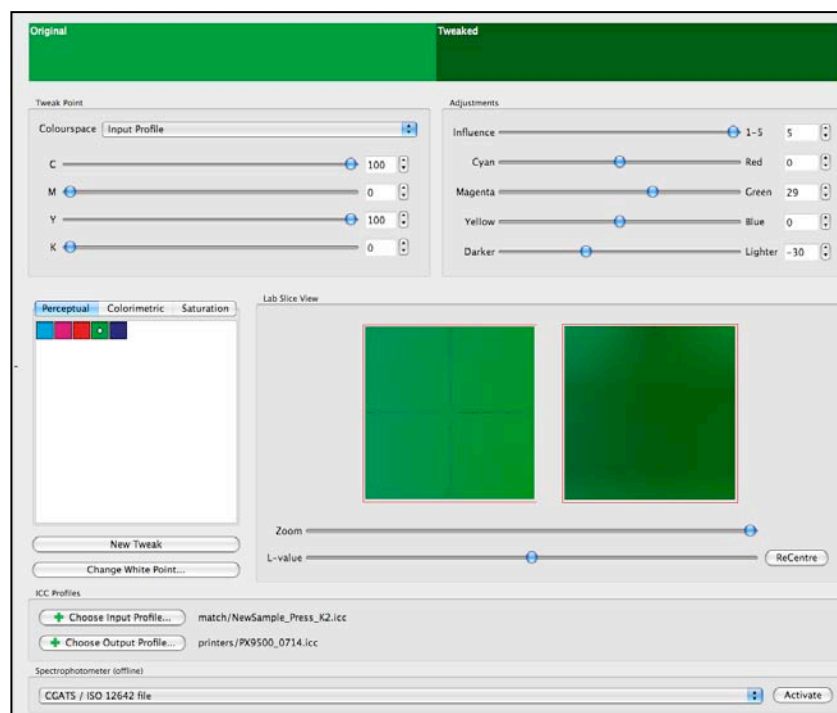 Original Tweaked
Tweak Point
Colourspace Input Profile
C 100
M 0
Y 100
K 0
Adjustments
Influence 1-5 5
Cyan Red 0
Magenta Green 29
Yellow Blue 0
Darker Lighter -30
Perceptual Colorimetric Saturation
New Tweak
Change White Point...
Lab Slice View
Zoom
L-value ReCentre
ICC Profiles
Choose Input Profile... match/NewSample_Press_K2.icc
Choose Output Profile... printers/PX9500_0714.icc
Spectrophotometer (offline)
CGATS / ISO 12642 file Activate